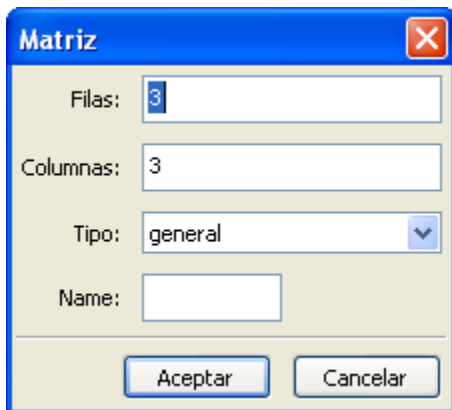 Matriz
Filas: 3
Columnas: 3
Tipo: general
Name:
Aceptar Cancelar